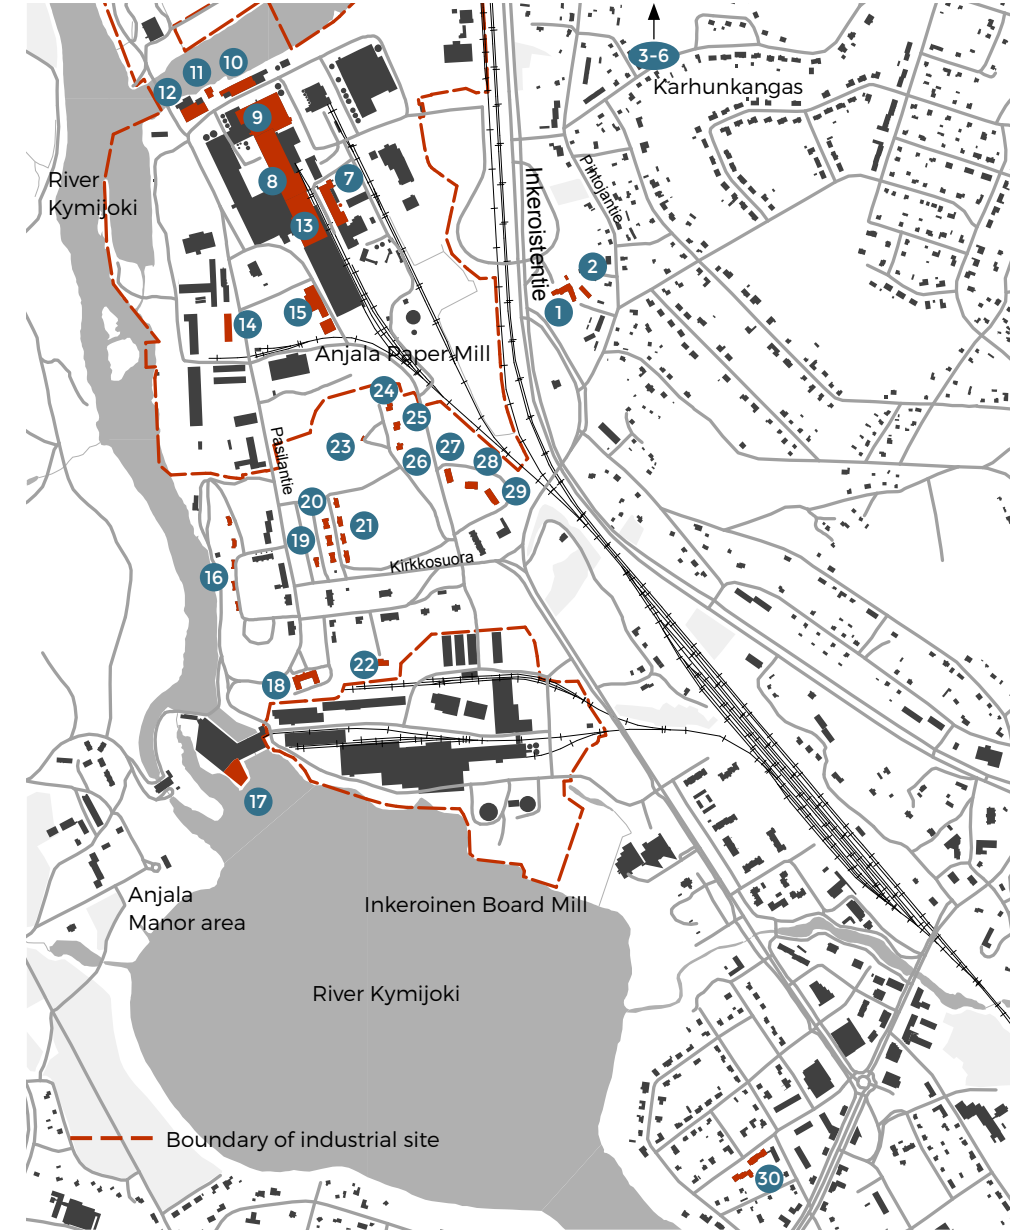 3–6
Karhunkangas
10
11
12
9
River
Kymijoki
8
7
13
Inkeroistentie
Pihtojantie
2
1
14
15
Anjala Paper Mill
24
25
23
26
27
28
29
Pasilantie
20
21
19
Kirkkosuora
16
22
18
17
Anjala
Manor area
Inkeroinen Board Mill
River Kymijoki
Boundary of industrial site
30